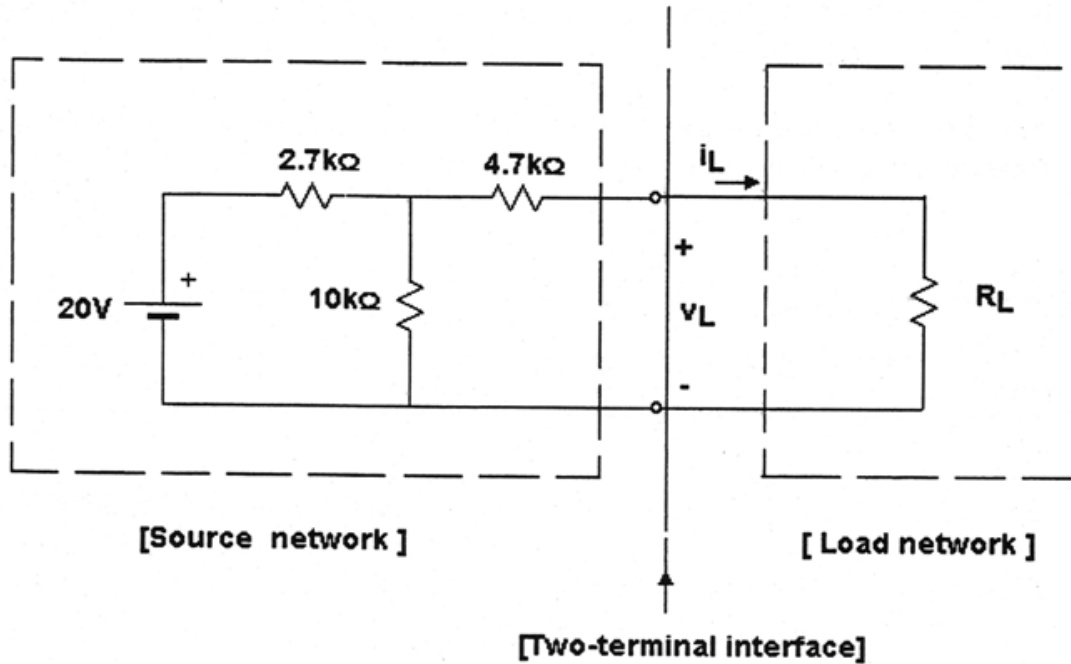 2.7kΩ
4.7kΩ
iL
+
20V
10kΩ
+
vL
-
RL
[Source network ]
[ Load network ]
[Two-terminal interface]